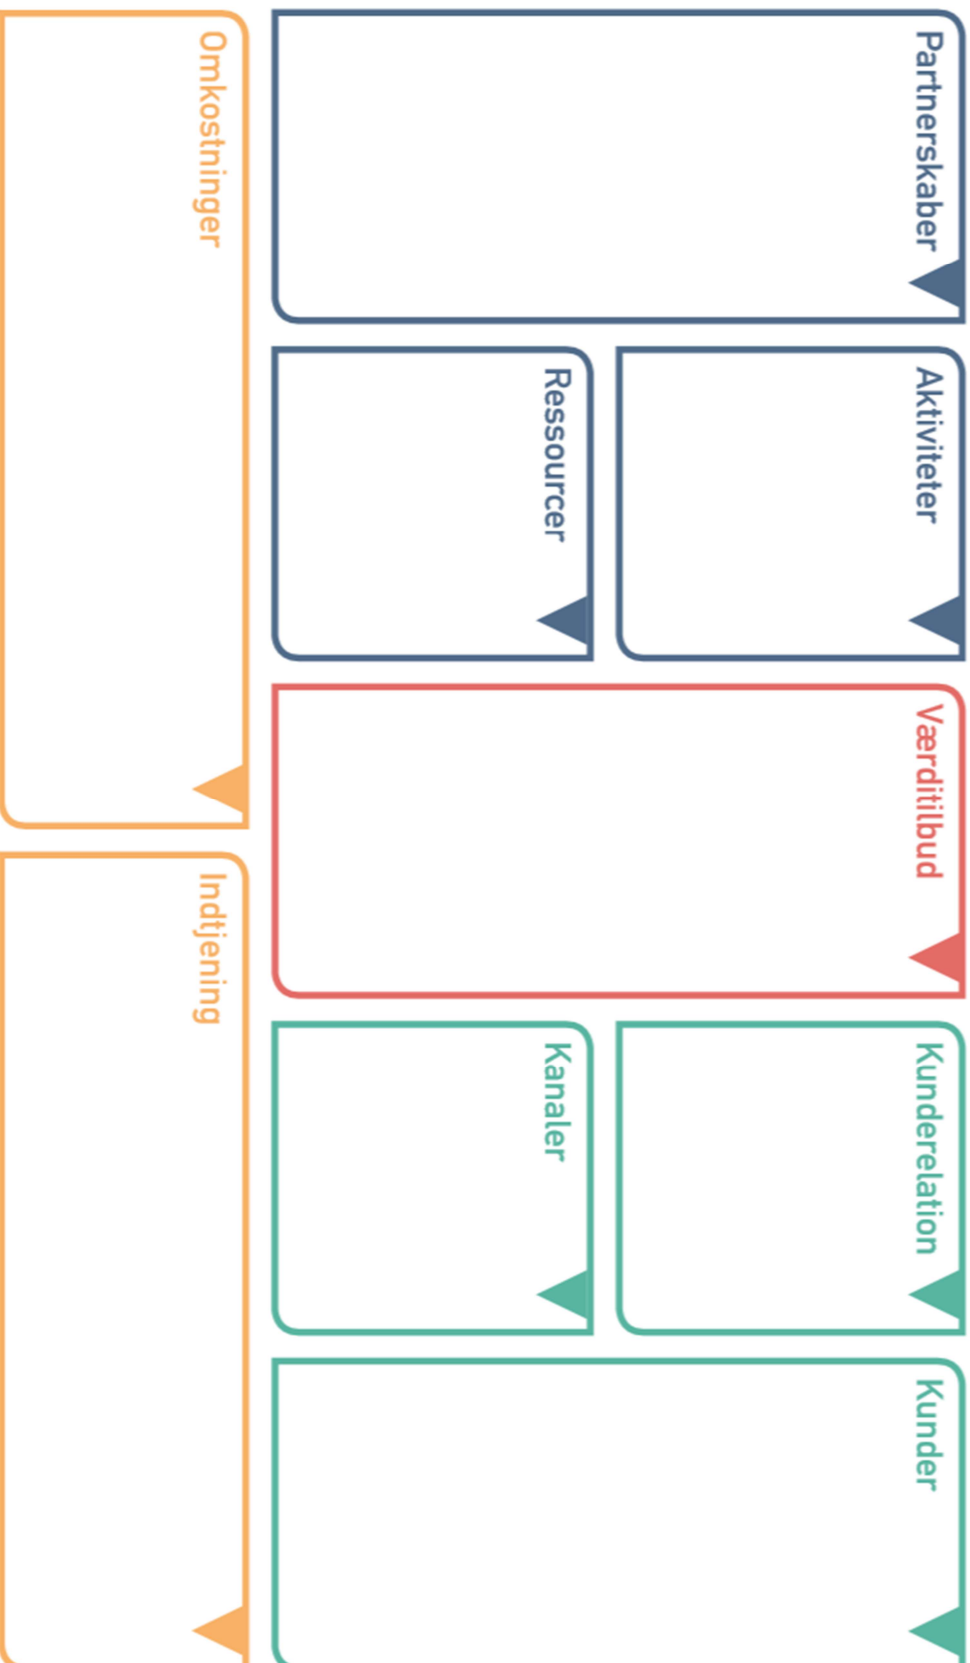 Partnerskaber
Aktiviteter
Ressourcer
Værditilbud
Kunderelation
Kanaler
Kunder
Omkostninger
Indtjening